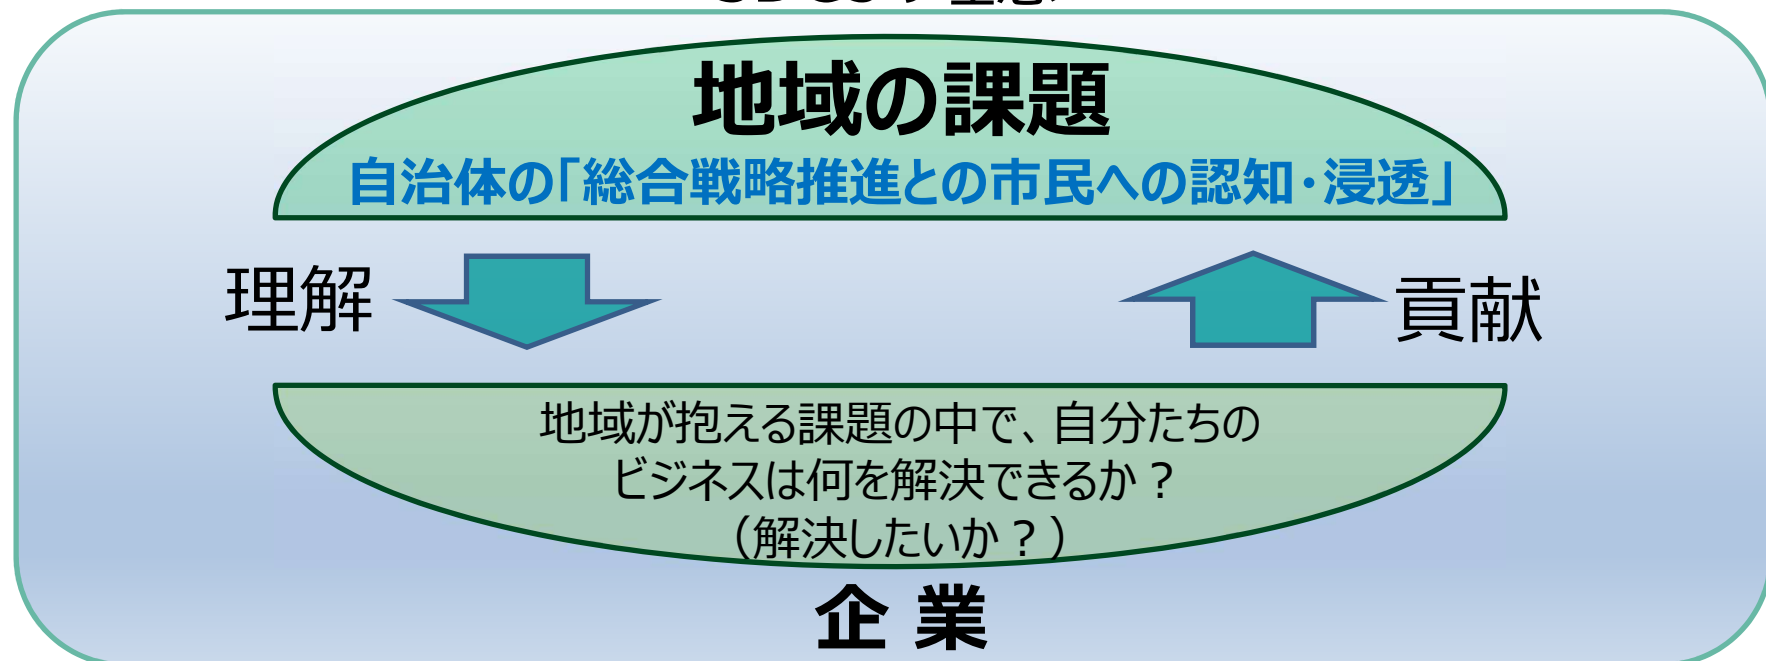 地域の課題
自治体の「総合戦略推進との市民への認知・浸透」
理解
貢献
地域が抱える課題の中で、自分たちの
ビジネスは何を解決できるか？
（解決したいか？）
企 業